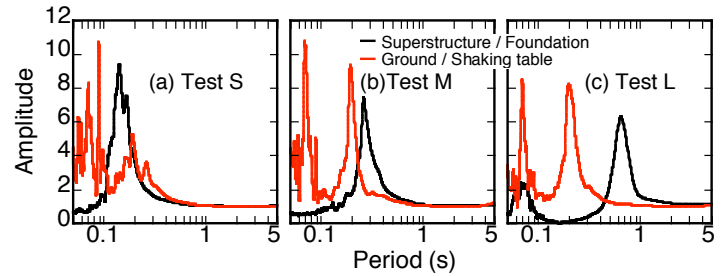 12
10
8
6
4
2
0
Amplitude
Superstructure / Foundation
Ground / Shaking table
(a) Test S
(b)Test M
(c) Test L
0.1 1 5
0.1 1 5
0.1 1 5
Period (s)